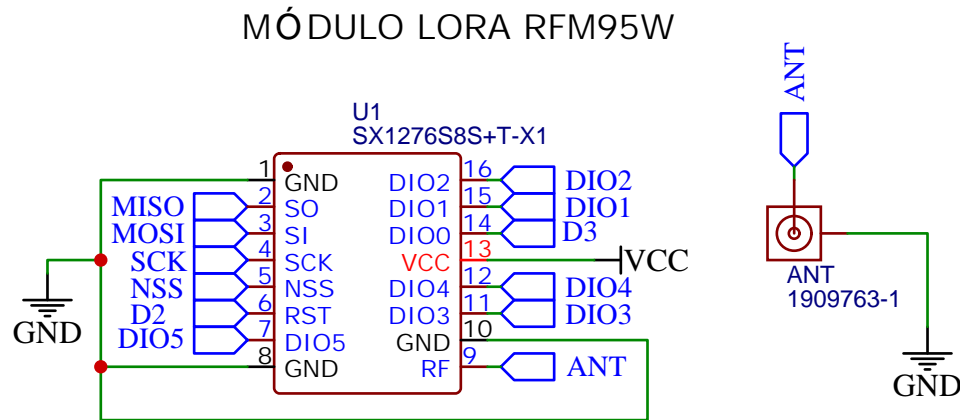 MÓDULO LORA RFM95W
U1
SX1276S8S+T-X1
1 GND DIO2 16 DIO2
MISO 2 SO DIO1 15 DIO1
MOSI 3 SI DIO0 14 D3
SCK 4 SCK VCC 13 VCC
NSS 5 NSS DIO4 12 DIO4
D2 6 RST DIO3 11 DIO3
DIO5 7 DIO5 GND 10
8 GND RF 9 ANT
GND
ANT
ANT
1909763-1
GND